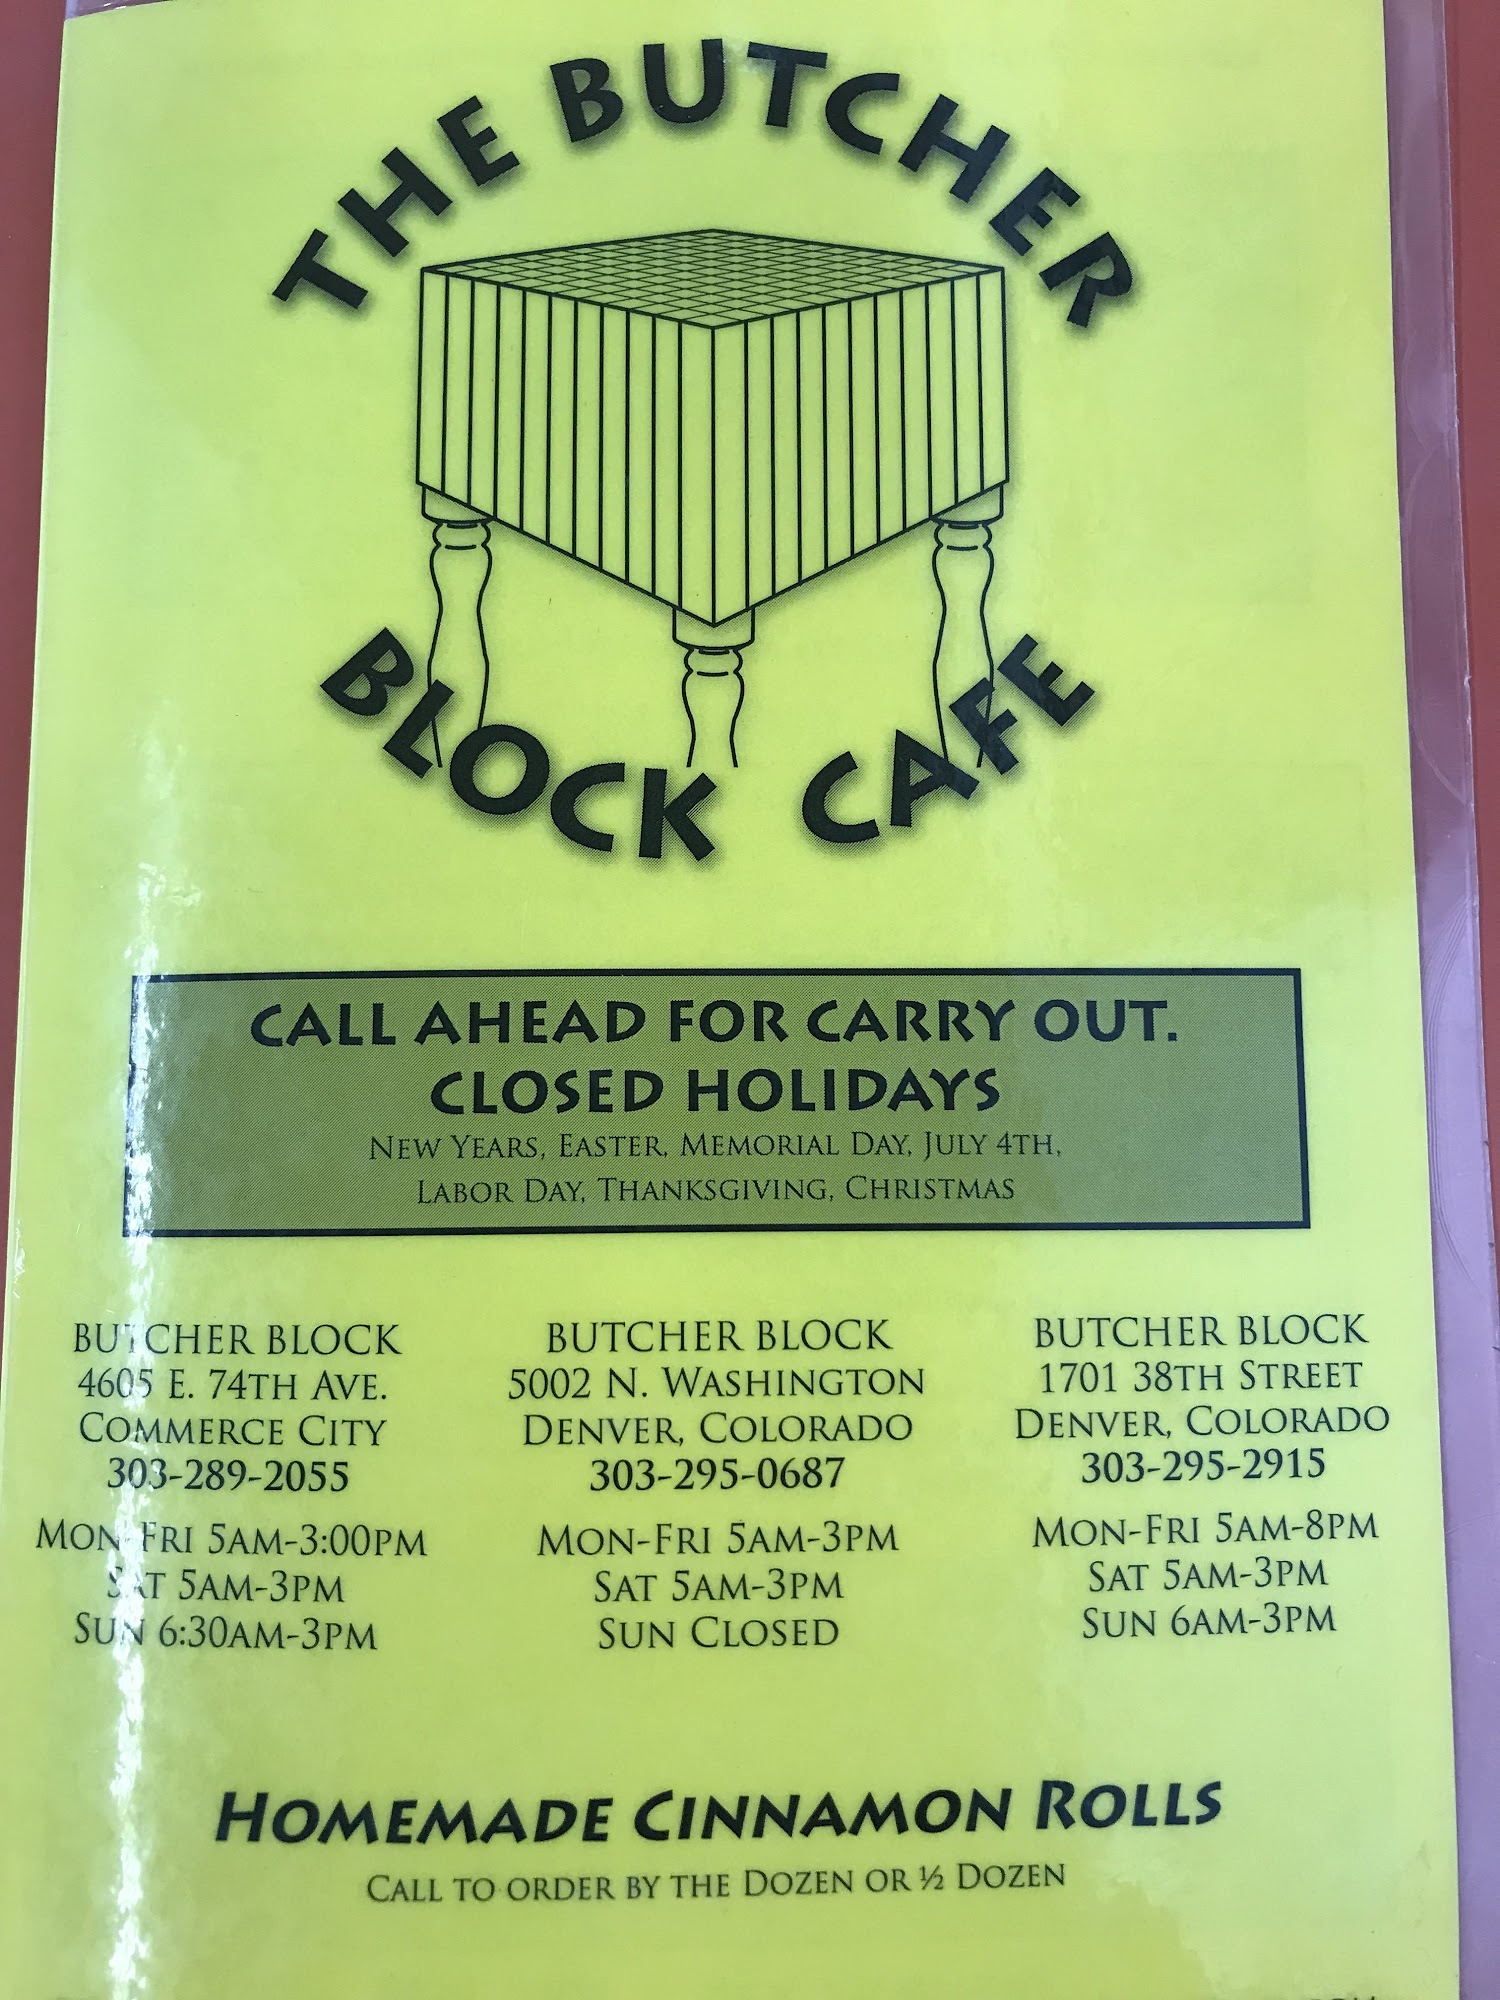 THE BUTCHER
BLOCK CAFE
CALL AHEAD FOR CARRY OUT.
CLOSED HOLIDAYS
NEW YEARS, EASTER, MEMORIAL DAY, JULY 4TH,
LABOR DAY, THANKSGIVING, CHRISTMAS
BUTCHER BLOCK
4605 E. 74TH AVE.
COMMERCE CITY
303-289-2055
MON-FRI 5AM-3:00PM
SAT 5AM-3PM
SUN 6:30AM-3PM
BUTCHER BLOCK
5002 N. WASHINGTON
DENVER, COLORADO
303-295-0687
MON-FRI 5AM-3PM
SAT 5AM-3PM
SUN CLOSED
BUTCHER BLOCK
1701 38TH STREET
DENVER, COLORADO
303-295-2915
MON-FRI 5AM-8PM
SAT 5AM-3PM
SUN 6AM-3PM
HOMEMADE CINNAMON ROLLS
CALL TO ORDER BY THE DOZEN OR ½ DOZEN